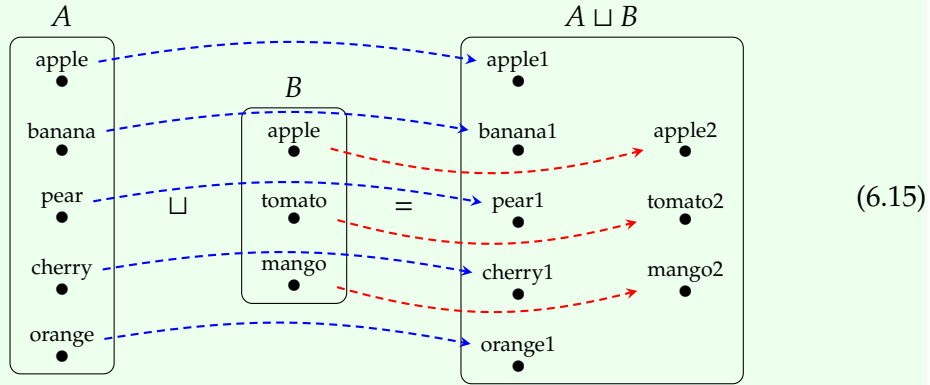 A
A ⊔ B
apple
apple1
B
banana
apple
banana1
apple2
pear
⊔
tomato
=
pear1
tomato2
(6.15)
cherry
mango
cherry1
mango2
orange
orange1